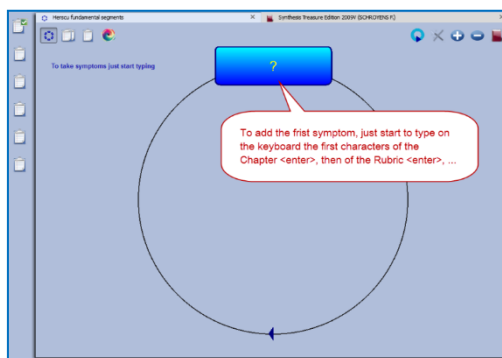 Herscu fundamental segments
Synthesis Treasure Edition 2009V (SCHROYENS F.)
To take symptoms just start typing
?
To add the frist symptom, just start to type on
the keyboard the first characters of the
Chapter <enter>, then of the Rubric <enter>, ...